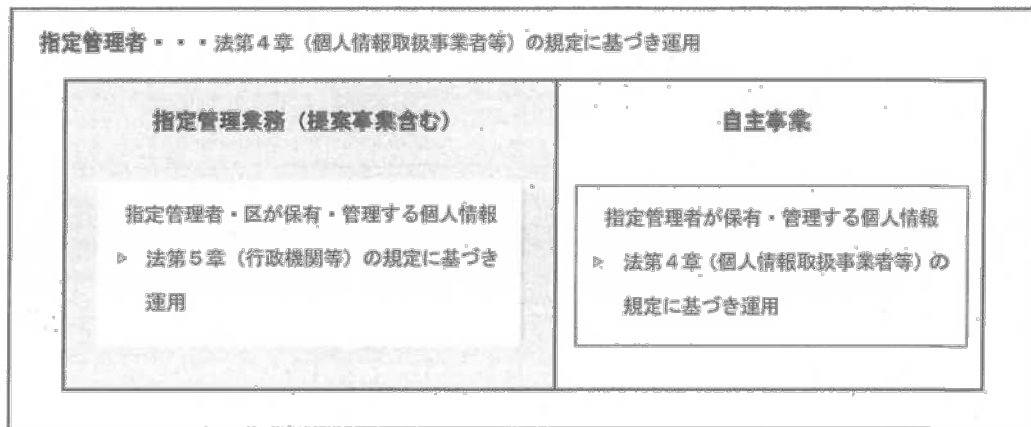 指定管理者・・・法第4章（個人情報取扱事業者等）の規定に基づき運用
指定管理業務（提案事業含む）
指定管理者・区が保有・管理する個人情報
▷ 法第5章（行政機関等）の規定に基づき
運用
自主事業
指定管理者が保有・管理する個人情報
▷ 法第4章（個人情報取扱事業者等）の
規定に基づき運用